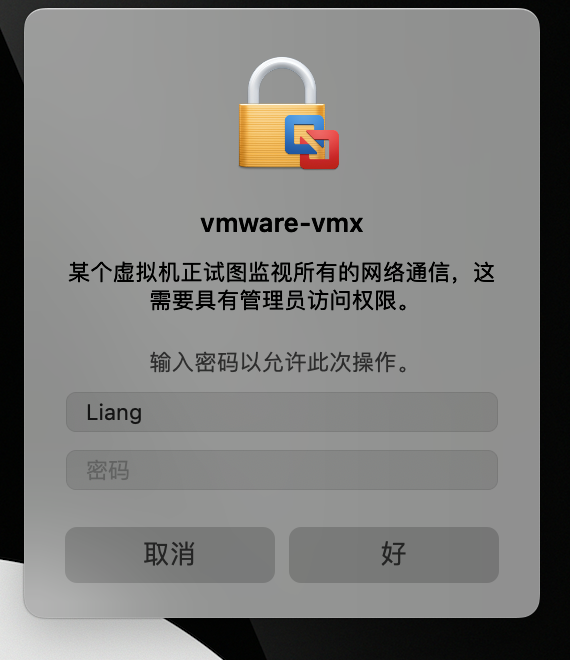 vmware-vmx
某个虚拟机正试图监视所有的网络通信，这
需要具有管理员访问权限。
输入密码以允许此次操作。
Liang
密码
取消
好